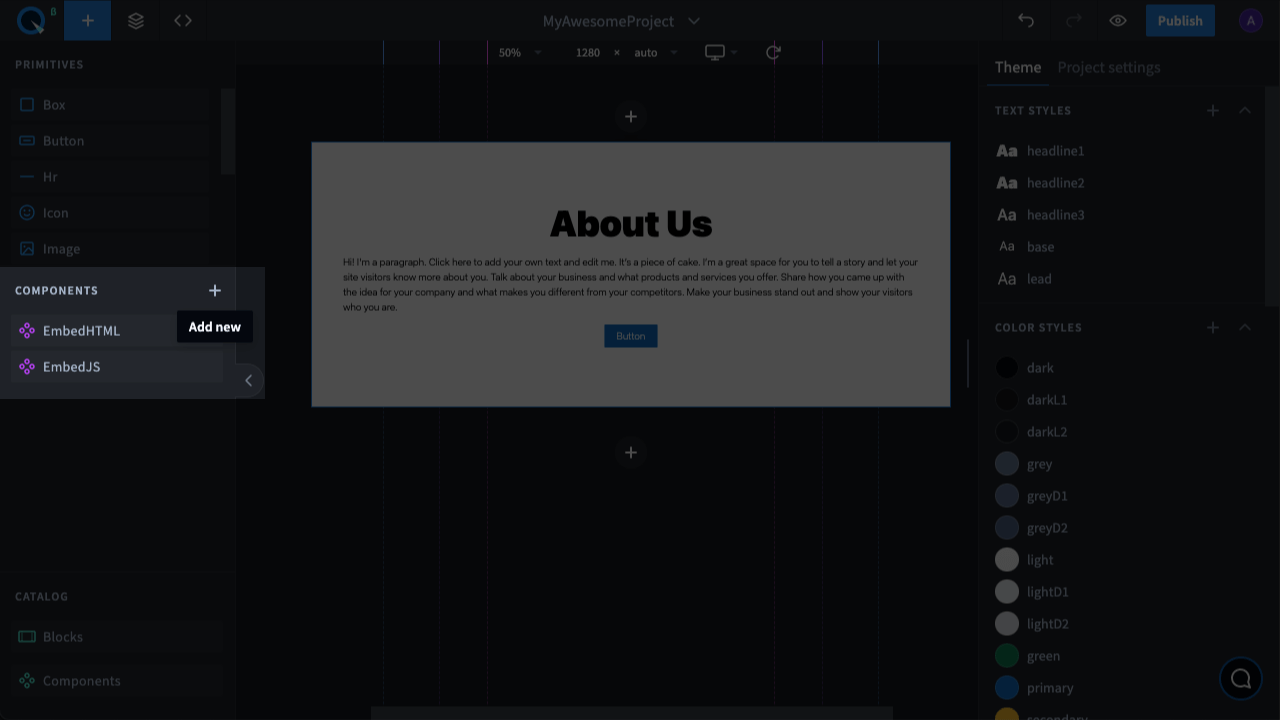 B
MyAwesomeProject
Publish
A
50%
1280 × auto
PRIMITIVES
Box
Button
Hr
Icon
Image
COMPONENTS
Add new
EmbedHTML
EmbedJS
CATALOG
Blocks
Components
About Us
Hi! I'm a paragraph. Click here to add your own text and edit me. It's a piece of cake. I'm a great space for you to tell a story and let your
site visitors know more about you. Talk about your business and what products and services you offer. Share how you came up with
the idea for your company and what makes you different from your competitors. Make your business stand out and show your visitors
who you are.
Button
Theme
Project settings
TEXT STYLES
Aa headline1
Aa headline2
Aa headline3
Aa base
Aa lead
COLOR STYLES
dark
darkL1
darkL2
grey
greyD1
greyD2
light
lightD1
lightD2
green
primary
secondary